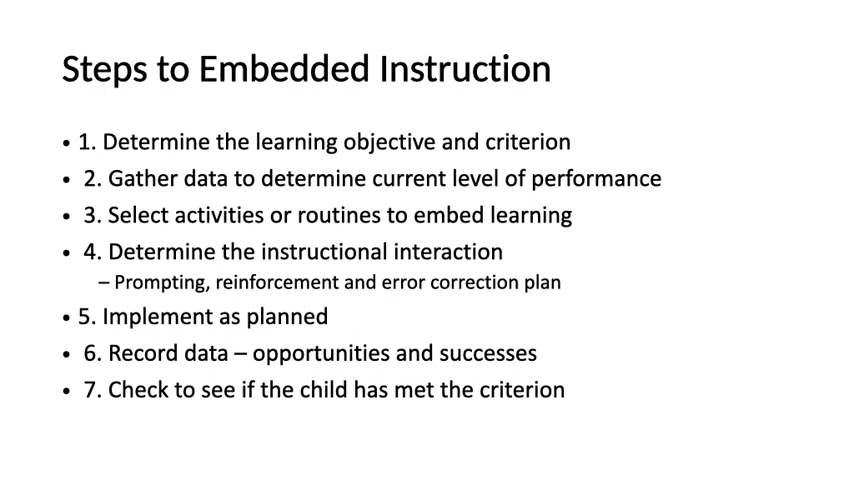 Steps to Embedded Instruction
• 1. Determine the learning objective and criterion
• 2. Gather data to determine current level of performance
• 3. Select activities or routines to embed learning
• 4. Determine the instructional interaction
– Prompting, reinforcement and error correction plan
• 5. Implement as planned
• 6. Record data – opportunities and successes
• 7. Check to see if the child has met the criterion